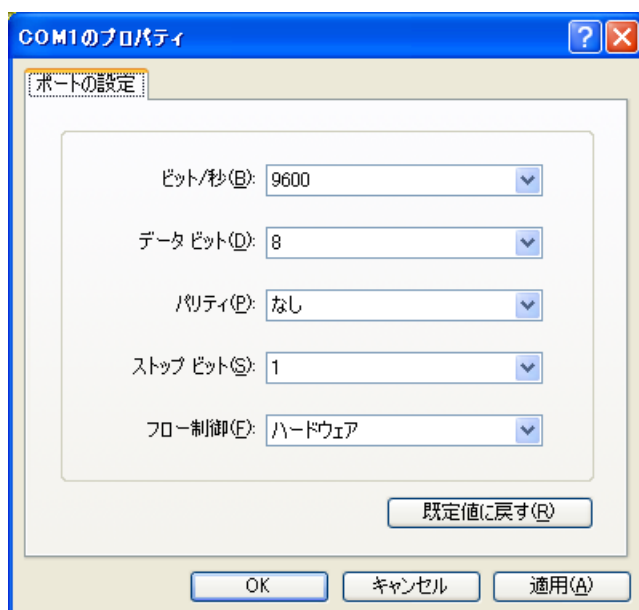 COM1のプロパティ
ポートの設定
ビット/秒(B): 9600
データ ビット(D): 8
パリティ(P): なし
ストップ ビット(S): 1
フロー制御(F): ハードウェア
既定値に戻す(R)
OK キャンセル 適用(A)